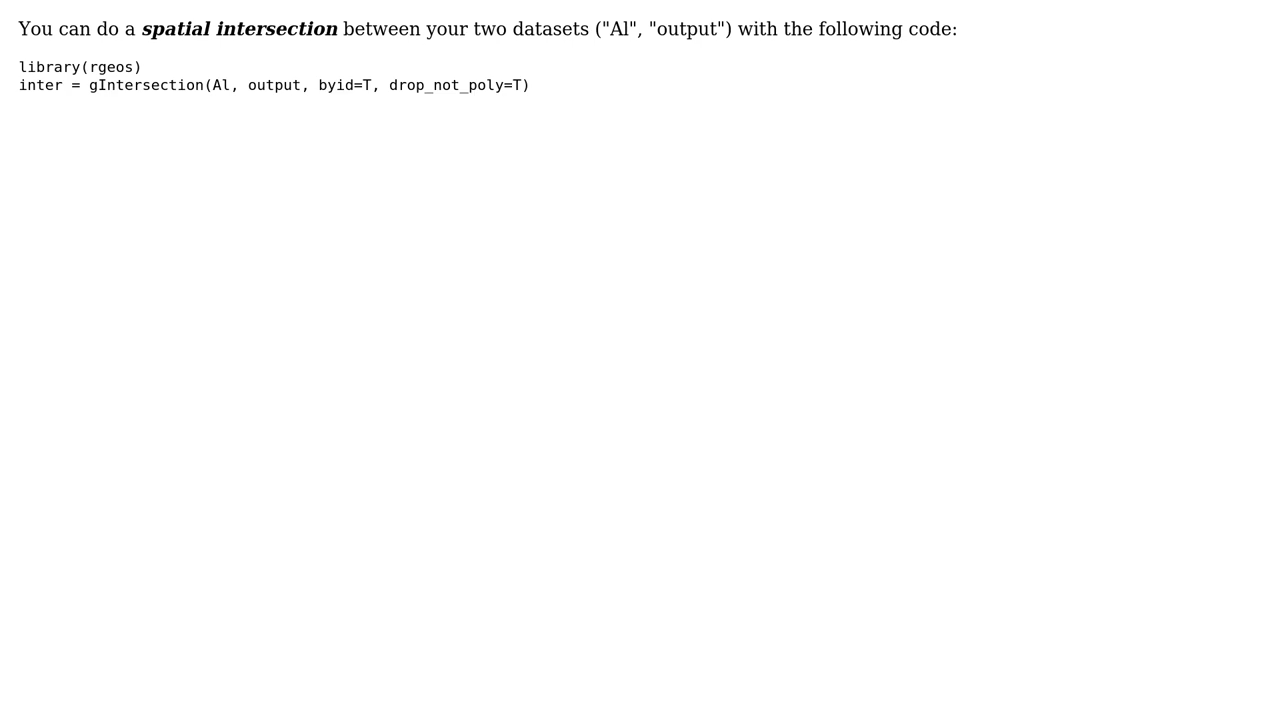 You can do a spatial intersection between your two datasets ("Al", "output") with the following code:
library(rgeos)
inter = gIntersection(Al, output, byid=T, drop_not_poly=T)